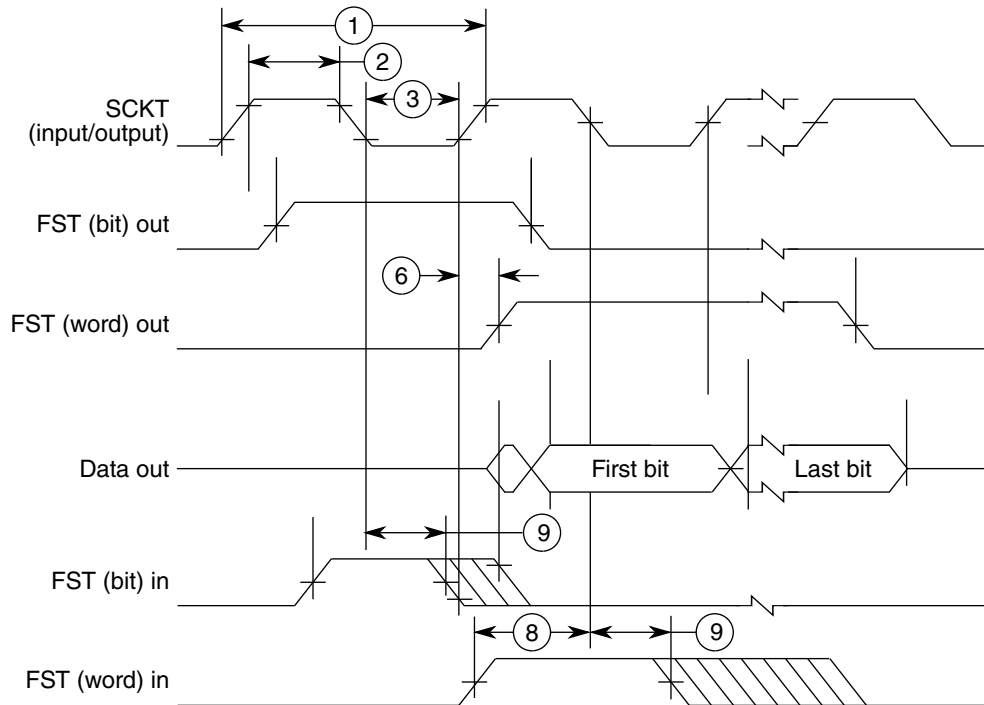 1
2
SCKT
(input/output)
3
FST (bit) out
6
FST (word) out
Data out
First bit
Last bit
9
FST (bit) in
8
9
FST (word) in